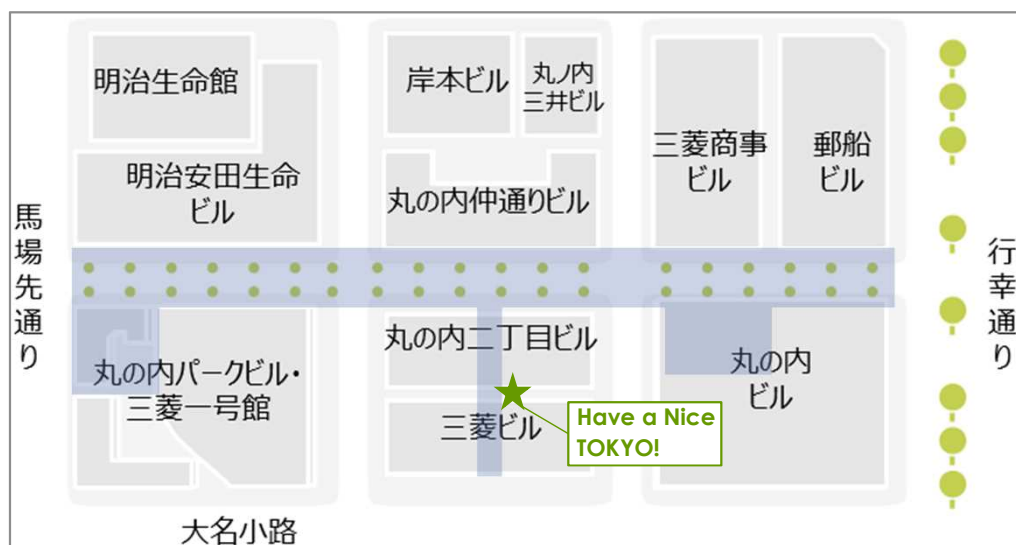 明治生命館
明治安田生命
ビル
岸本ビル
丸ノ内
三井ビル
丸の内仲通りビル
三菱商事
ビル
郵船
ビル
馬場先通り
行幸通り
丸の内パークビル・
三菱一号館
丸の内二丁目ビル
三菱ビル
Have a Nice
TOKYO!
丸の内
ビル
大名小路